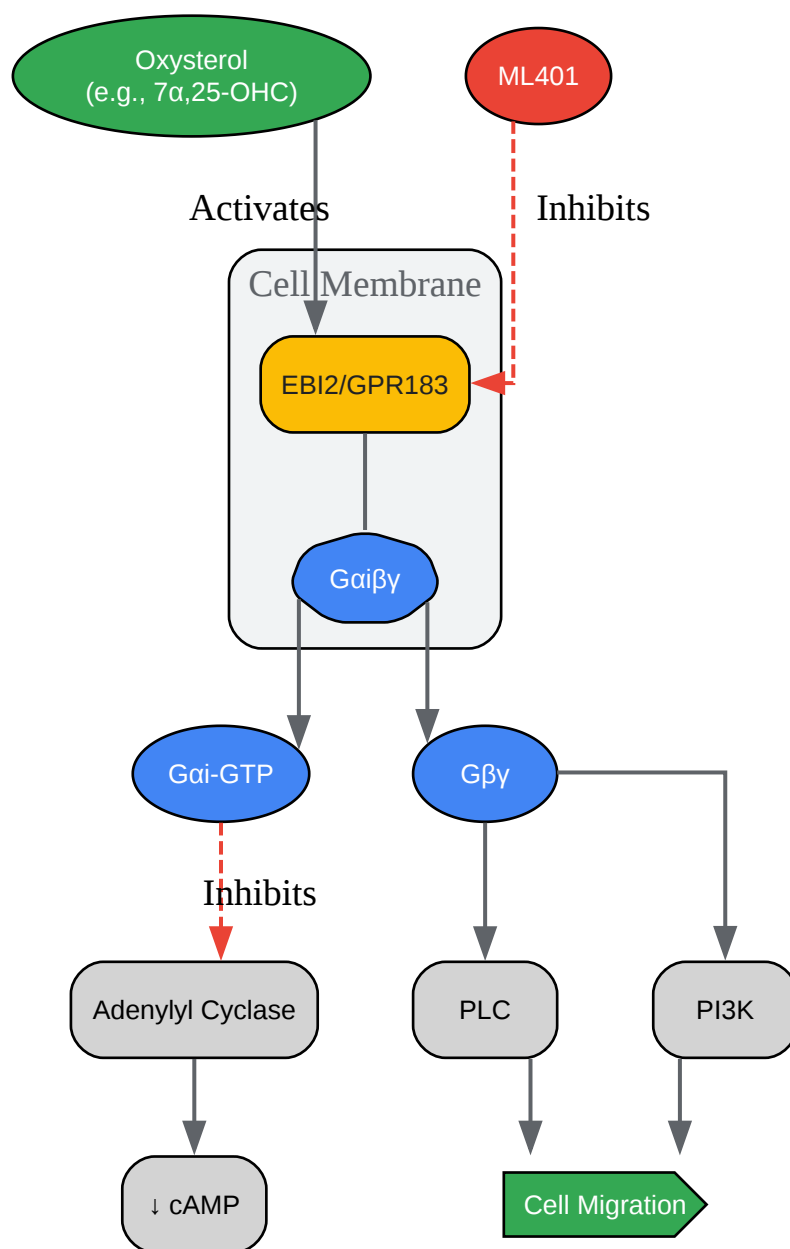 Oxysterol
(e.g., 7α,25-OHC)
ML401
Activates
Inhibits
Cell Membrane
EBI2/GPR183
Gαiβγ
Gαi-GTP
Gβγ
Inhibits
Adenylyl Cyclase
PLC
PI3K
↓ cAMP
Cell Migration